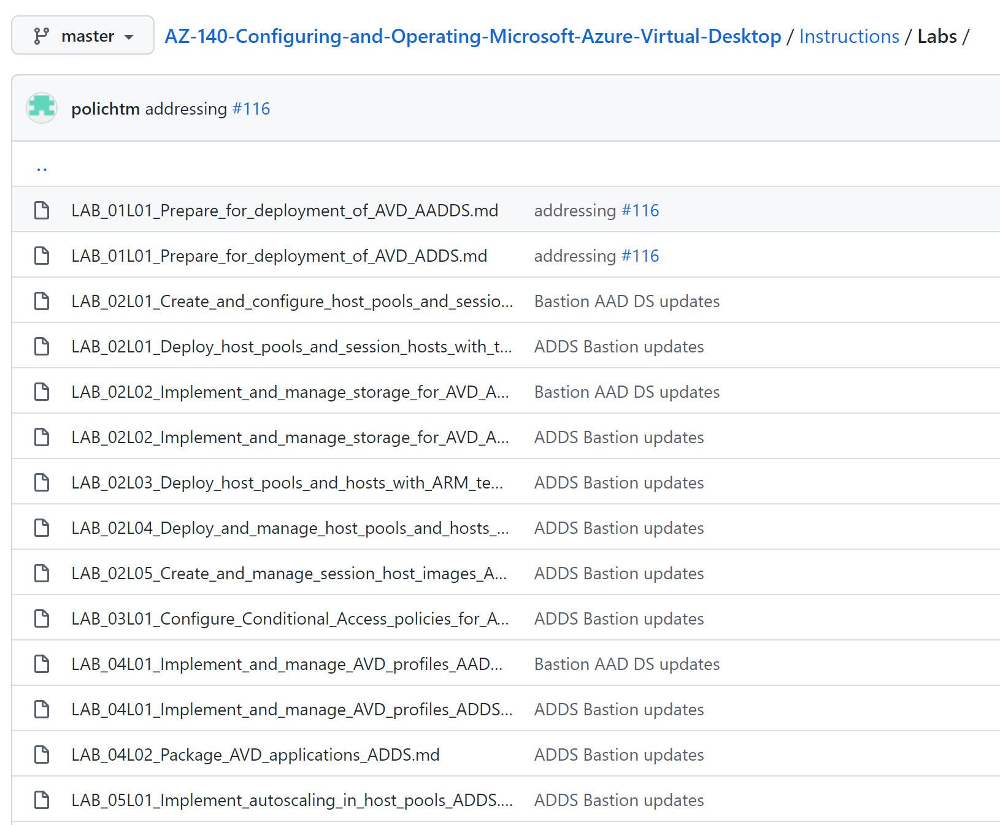 master AZ-140-Configuring-and-Operating-Microsoft-Azure-Virtual-Desktop / Instructions / Labs /
polichtm addressing #116
..
LAB_01L01_Prepare_for_deployment_of_AVD_AADDS.md addressing #116
LAB_01L01_Prepare_for_deployment_of_AVD_ADDS.md addressing #116
LAB_02L01_Create_and_configure_host_pools_and_sessio... Bastion AAD DS updates
LAB_02L01_Deploy_host_pools_and_session_hosts_with_t... ADDS Bastion updates
LAB_02L02_Implement_and_manage_storage_for_AVD_A... Bastion AAD DS updates
LAB_02L02_Implement_and_manage_storage_for_AVD_A... ADDS Bastion updates
LAB_02L03_Deploy_host_pools_and_hosts_with_ARM_te... ADDS Bastion updates
LAB_02L04_Deploy_and_manage_host_pools_and_hosts_... ADDS Bastion updates
LAB_02L05_Create_and_manage_session_host_images_A... ADDS Bastion updates
LAB_03L01_Configure_Conditional_Access_policies_for_A... ADDS Bastion updates
LAB_04L01_Implement_and_manage_AVD_profiles_AAD... Bastion AAD DS updates
LAB_04L01_Implement_and_manage_AVD_profiles_ADDS... ADDS Bastion updates
LAB_04L02_Package_AVD_applications_ADDS.md ADDS Bastion updates
LAB_05L01_Implement_autoscaling_in_host_pools_ADDS.... ADDS Bastion updates